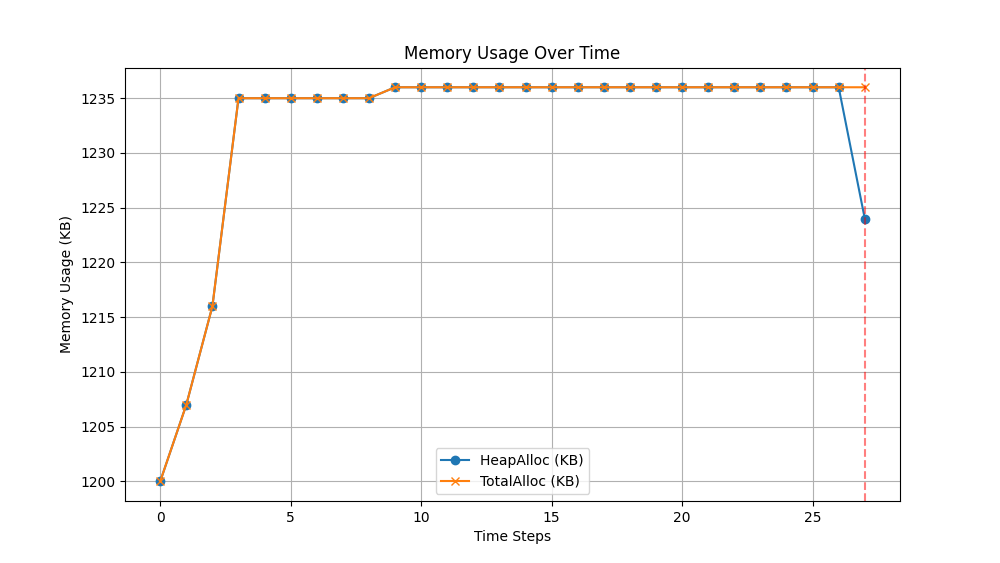 Memory Usage Over Time
Memory Usage (KB)
1235
1230
1225
1220
1215
1210
1205
1200
HeapAlloc (KB)
TotalAlloc (KB)
0 5 10 15 20 25
Time Steps